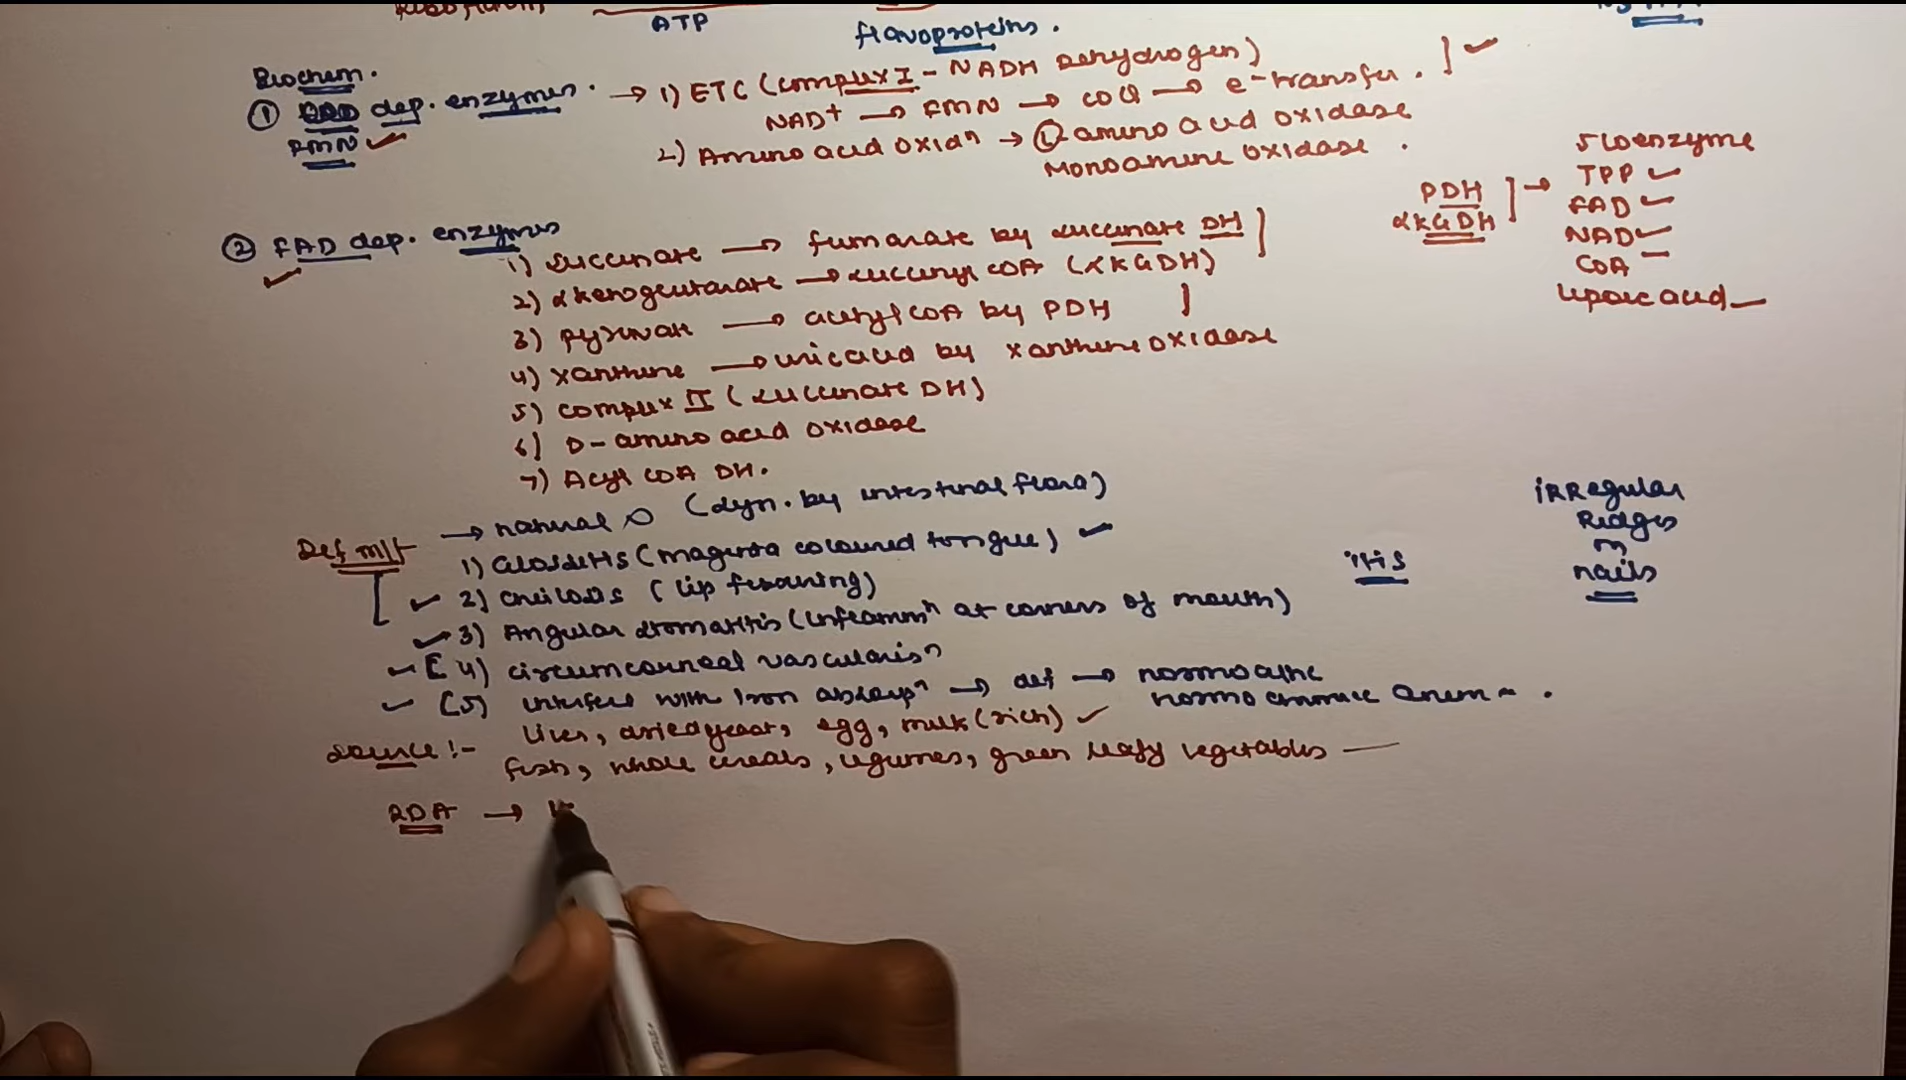 ATP
flavoproteins.
Biochem.
① dep. enzymes. → 1) ETC (complex I - NADH Dehydrogen)
FMN
NAD+ → FMN → COQ → e- transfer.
2) Amino acid oxidⁿ → L amino acid oxidase
Monoamine oxidase.
5 coenzyme
TPP
FAD
NAD
COA
Lipoic acid
PDH
αKGDH →
② FAD dep. enzymes
1) Succinate → fumarate by succinate DH
2) αketoglutarate → succinyl COA (αKGDH)
3) pyruvate → acetyl COA by PDH
4) Xanthine → uric acid by xanthine oxidase
5) complex II (succinate DH)
6) D-amino acid oxidase
7) Acyl COA DH.
Def m/f → natural (syn. by intestinal flora)
1) Glossitis (magenta coloured tongue)
2) cheilosis (lip fissuring)
3) Angular stomatitis (inflammⁿ at corners of mouth)
4) circumcorneal vascularisⁿ
5) interfere with iron absorpⁿ → def → normocytic
normochromic anem
itis
iRRegular
Ridges
on
nails
source :- liver, dried yeast, egg, milk (rich)
fish, whole cereals, legumes, green leafy vegetables
RDA →